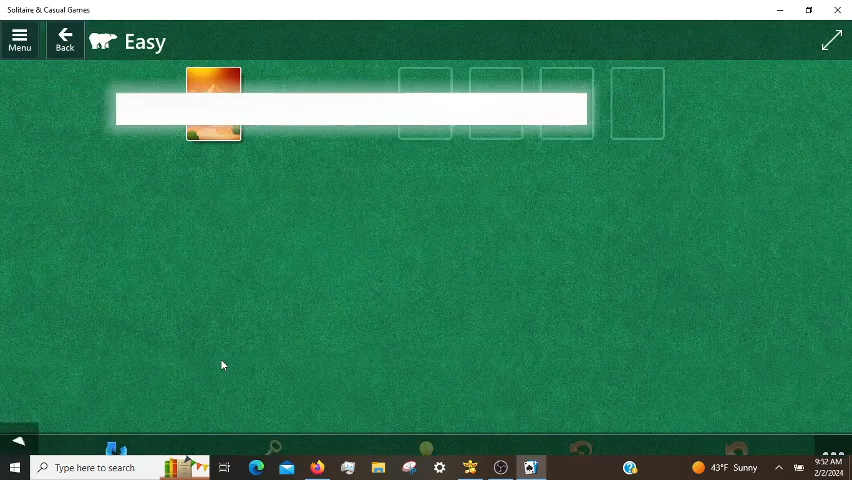 Solitaire & Casual Games
Menu
Back
Easy
Type here to search
43°F Sunny
9:52 AM
2/2/2024